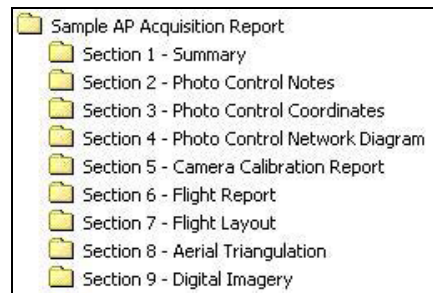 Sample AP Acquisition Report
Section 1 - Summary
Section 2 - Photo Control Notes
Section 3 - Photo Control Coordinates
Section 4 - Photo Control Network Diagram
Section 5 - Camera Calibration Report
Section 6 - Flight Report
Section 7 - Flight Layout
Section 8 - Aerial Triangulation
Section 9 - Digital Imagery